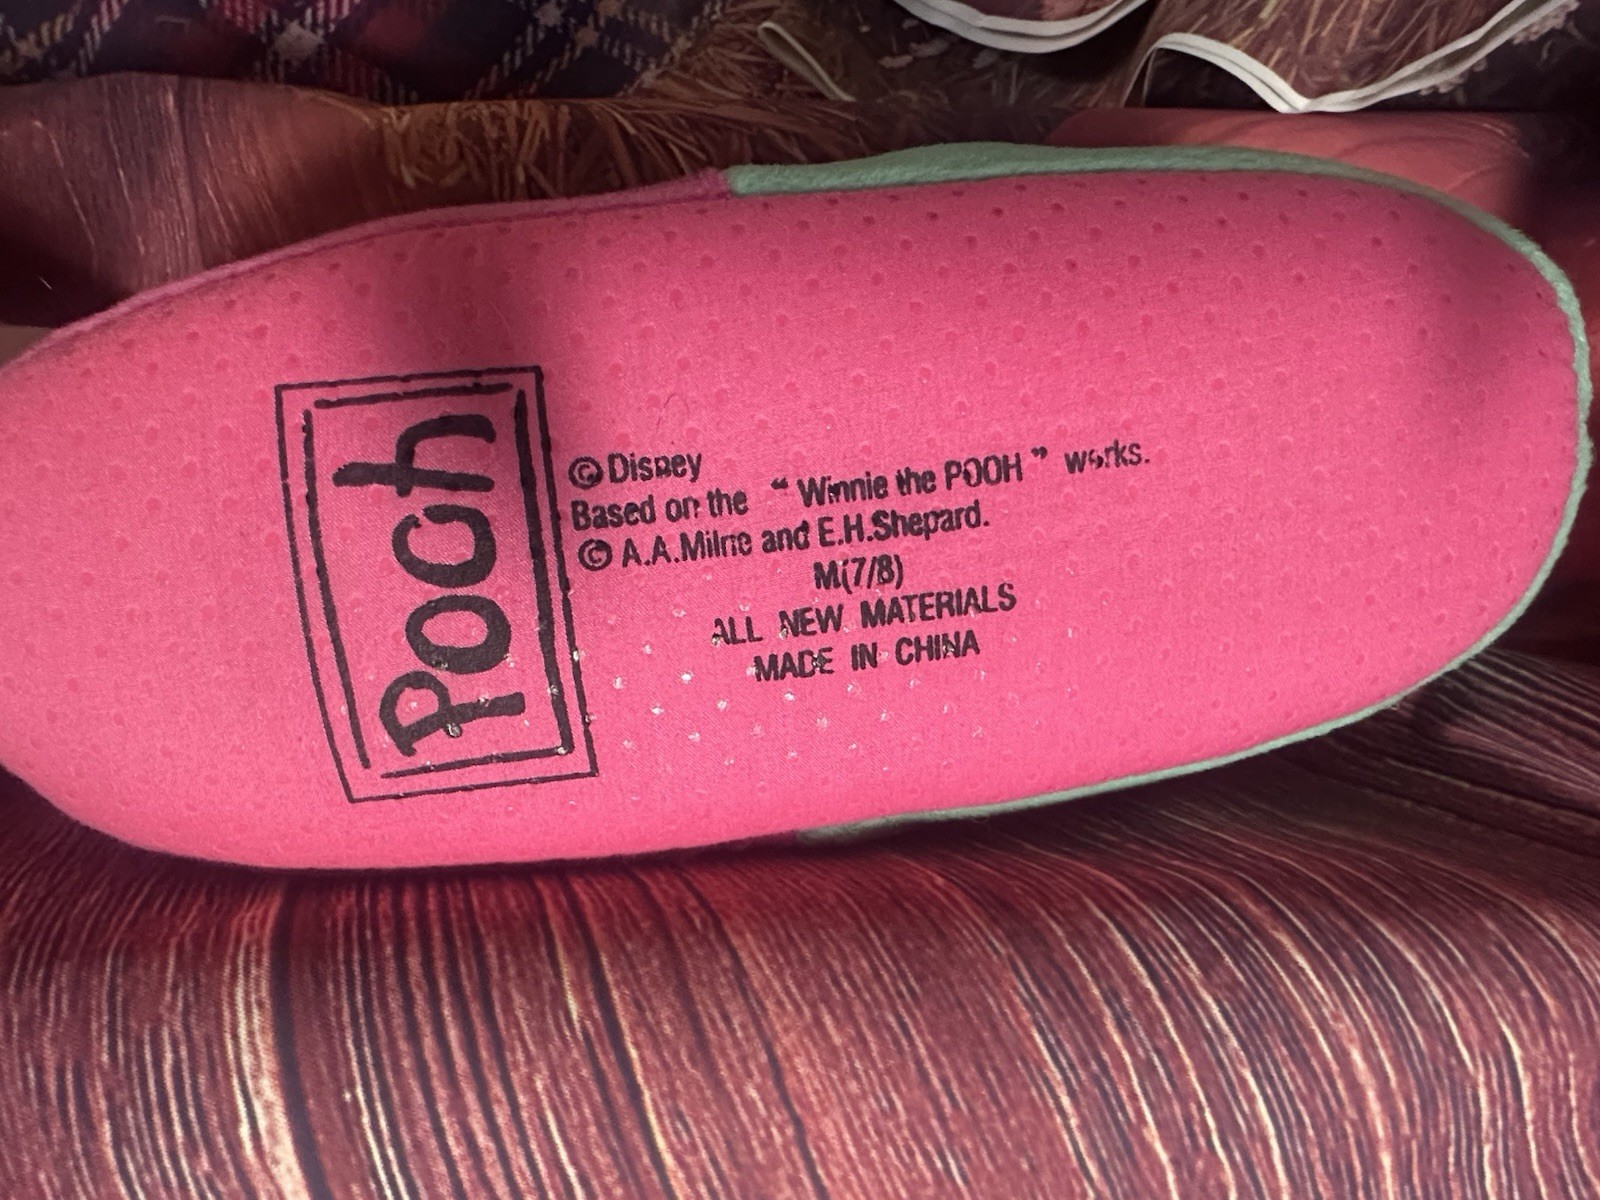 Pooh
© Disney
Based on the “Winnie the POOH” works.
© A.A.Milne and E.H.Shepard.
M(7/8)
ALL NEW MATERIALS
MADE IN CHINA